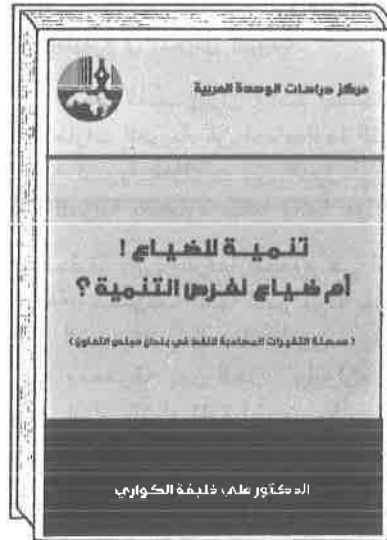 مركز دراسات الوحدة العربية
تنمية للضياع !
أم ضياع لفرص التنمية ؟
( محصلة التغيرات المصاحبة للنفط في بلدان مجلس التعاون )
الدكتور علي خليفة الكواري